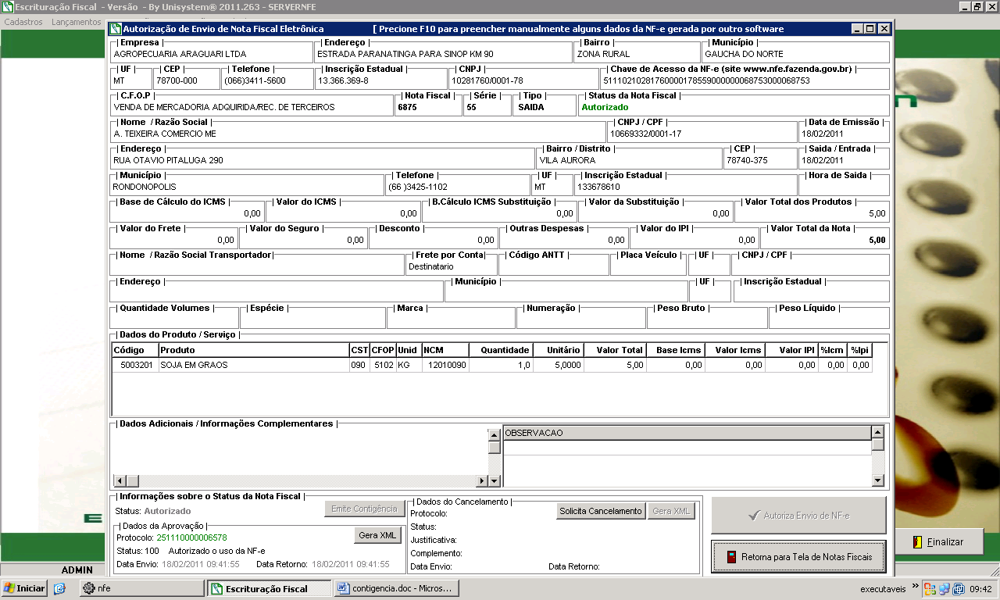 Escrituração Fiscal - Versão - By Unisystem® 2011.263 - SERVERNFE
Cadastros Lançamentos
Autorização de Envio de Nota Fiscal Eletrônica [ Precione F10 para preencher manualmente alguns dados da NF-e gerada por outro software
| Empresa | | Endereço | | Bairro | | Município |
AGROPECUARIA ARAGUARI LTDA ESTRADA PARANATINGA PARA SINOP KM 90 ZONA RURAL GAUCHA DO NORTE
| UF | | CEP | | Telefone | | Inscrição Estadual | | CNPJ | | Chave de Acesso da NF-e (site www.nfe.fazenda.gov.br) |
MT 78700-000 (066)3411-5600 13.366.369-8 10281760/0001-78 51110210281760000178559000000068753000068753
| C.F.O.P | | Nota Fiscal | | Série | | Tipo | | Status da Nota Fiscal |
VENDA DE MERCADORIA ADQUIRIDA/REC. DE TERCEIROS 6875 55 SAIDA Autorizado
| Nome / Razão Social | | CNPJ / CPF | | Data de Emissão |
A. TEIXEIRA COMERCIO ME 10669332/0001-17 18/02/2011
| Endereço | | Bairro / Distrito | | CEP | | Saida / Entrada |
RUA OTAVIO PITALUGA 290 VILA AURORA 78740-375 18/02/2011
| Município | | Telefone | | UF | | Inscrição Estadual | | Hora de Saida |
RONDONOPOLIS (66 )3425-1102 MT 133678610
| Base de Cálculo do ICMS | | Valor do ICMS | | B.Cálculo ICMS Substituição | | Valor da Substituição | | Valor Total dos Produtos |
0,00 0,00 0,00 0,00 5,00
| Valor do Frete | | Valor do Seguro | | Desconto | | Outras Despesas | | Valor do IPI | | Valor Total da Nota |
0,00 0,00 0,00 0,00 0,00 5,00
| Nome / Razão Social Transportador| | Frete por Conta| | Código ANTT | | Placa Veículo | | UF | | CNPJ / CPF |
Destinatario
| Endereço | | Município | | UF | | Inscrição Estadual |
| Quantidade Volumes | | Espécie | | Marca | | Numeração | | Peso Bruto | | Peso Líquido |
| Dados do Produto / Serviço |
Código Produto CST CFOP Unid NCM Quantidade Unitário Valor Total Base Icms Valor Icms Valor IPI %Icm %Ipi
5003201 SOJA EM GRAOS 090 5102 KG 12010090 1,0 5,0000 5,00 0,00 0,00 0,00 0,00 0,00
| Dados Adicionais / Informações Complementares |
OBSERVACAO
| Informações sobre o Status da Nota Fiscal |
Status: Autorizado Emite Contigência
| Dados da Aprovação |
Protocolo: 251110000006578 Gera XML
Status: 100 Autorizado o uso da NF-e
Data Envio: 18/02/2011 09:41:55 Data Retorno: 18/02/2011 09:41:55
| Dados do Cancelamento |
Protocolo: Solicita Cancelamento Gera XML
Status:
Justificativa:
Complemento:
Data Envio: Data Retorno:
Autoriza Envio de NF-e
Retorna para Tela de Notas Fiscais
Finalizar
ADMIN
Iniciar nfe Escrituração Fiscal contigencia.doc - Micros... executaveis » 09:42